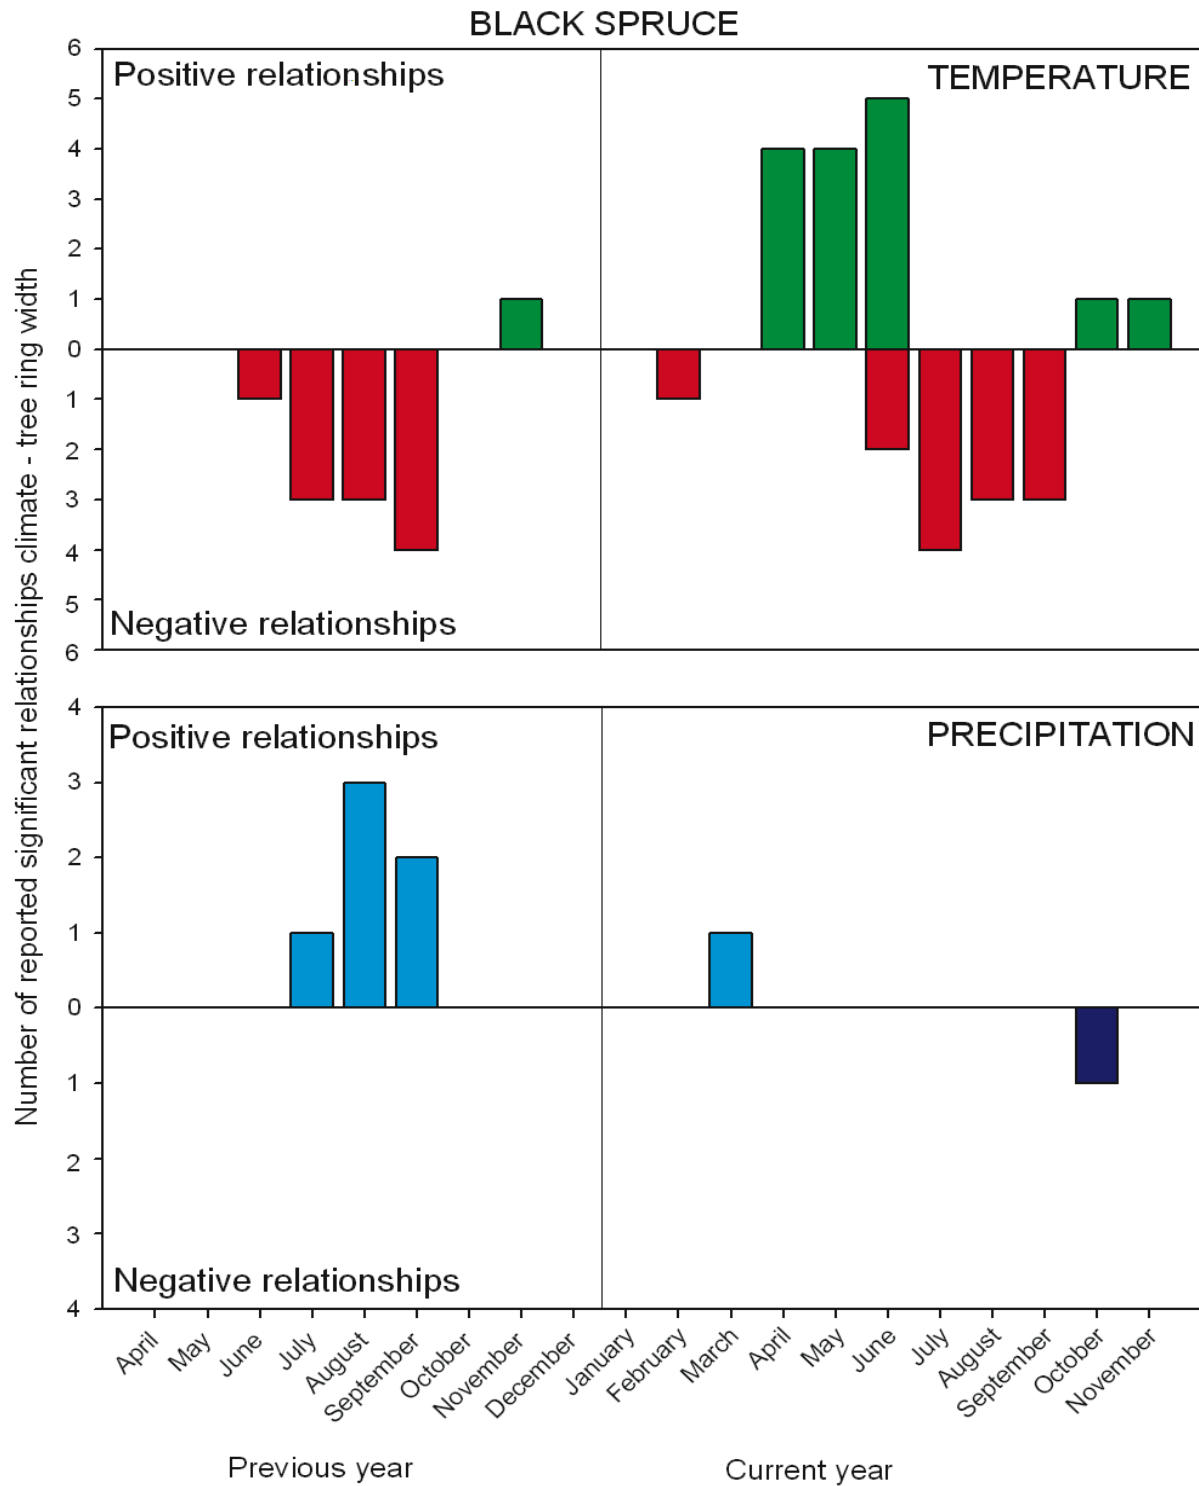 BLACK SPRUCE
Positive relationships
TEMPERATURE
6
5
4
3
2
1
0
1
2
3
4
5
6
Negative relationships
Number of reported significant relationships climate - tree ring width
Positive relationships
PRECIPITATION
4
3
2
1
0
1
2
3
4
Negative relationships
April
May
June
July
August
September
October
November
December
January
February
March
April
May
June
July
August
September
October
November
Previous year
Current year